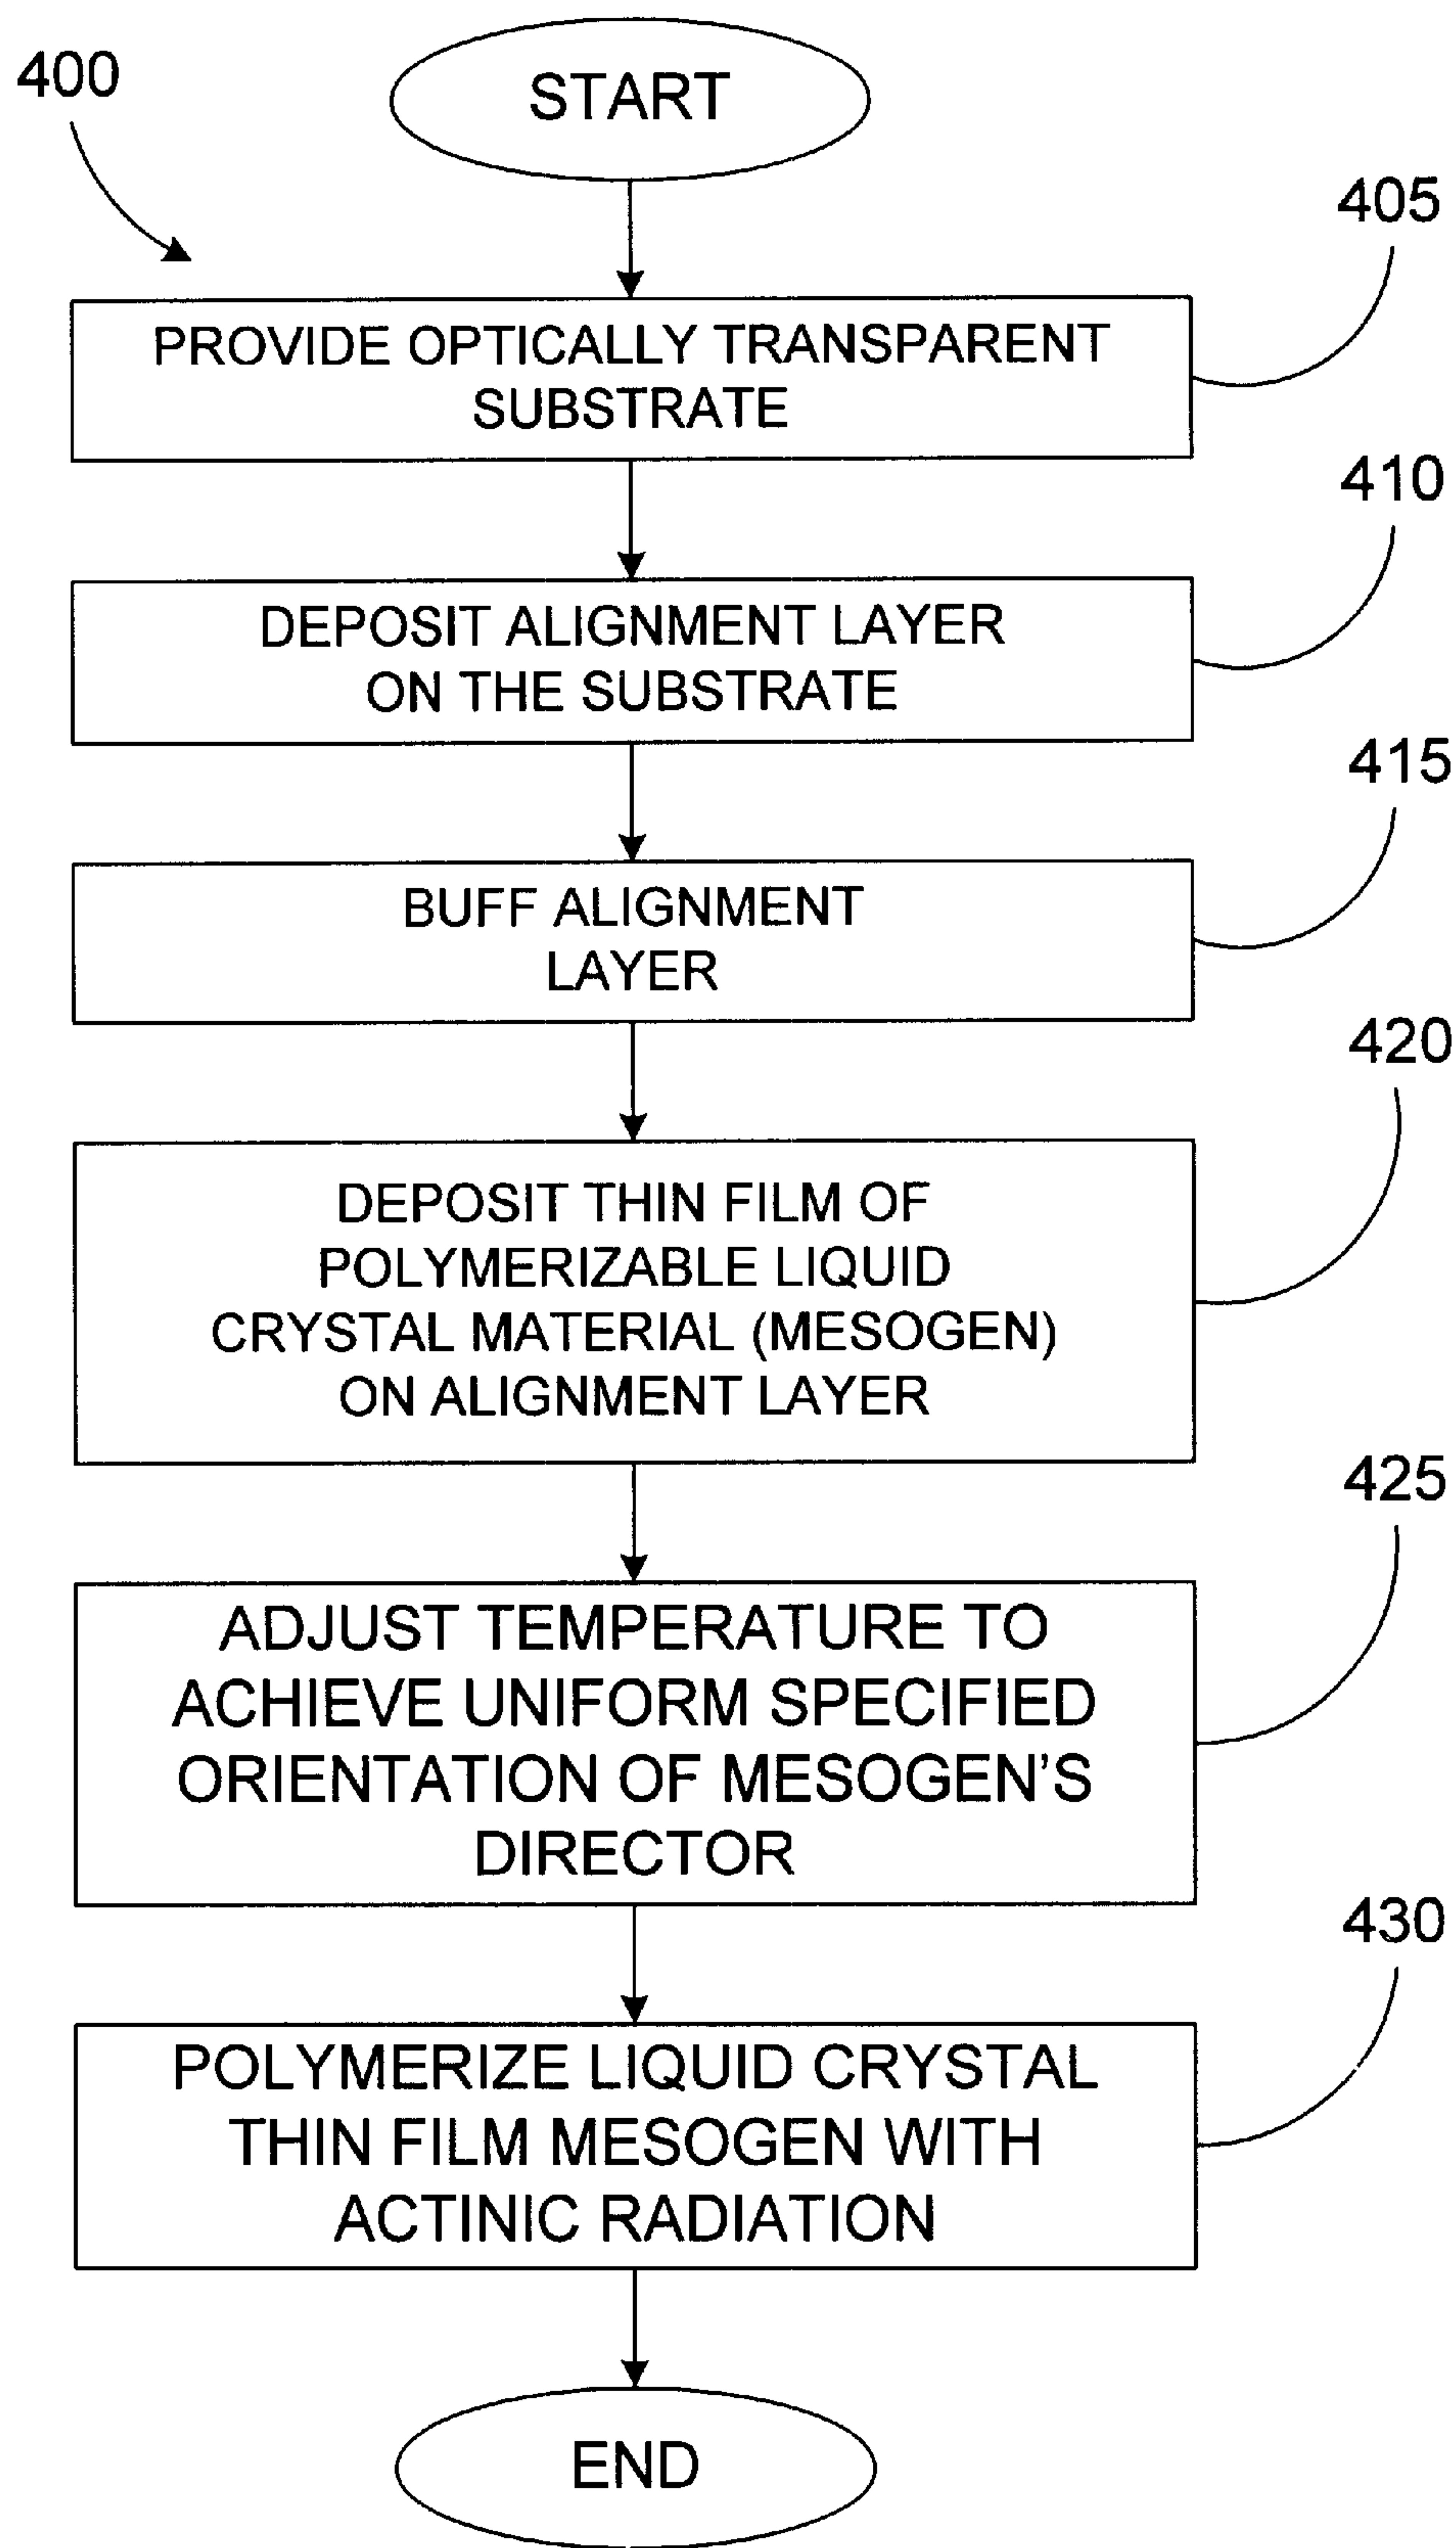 400
START
405
PROVIDE OPTICALLY TRANSPARENT
SUBSTRATE
410
DEPOSIT ALIGNMENT LAYER
ON THE SUBSTRATE
415
BUFF ALIGNMENT
LAYER
420
DEPOSIT THIN FILM OF
POLYMERIZABLE LIQUID
CRYSTAL MATERIAL (MESOGEN)
ON ALIGNMENT LAYER
425
ADJUST TEMPERATURE TO
ACHIEVE UNIFORM SPECIFIED
ORIENTATION OF MESOGEN'S
DIRECTOR
430
POLYMERIZE LIQUID CRYSTAL
THIN FILM MESOGEN WITH
ACTINIC RADIATION
END